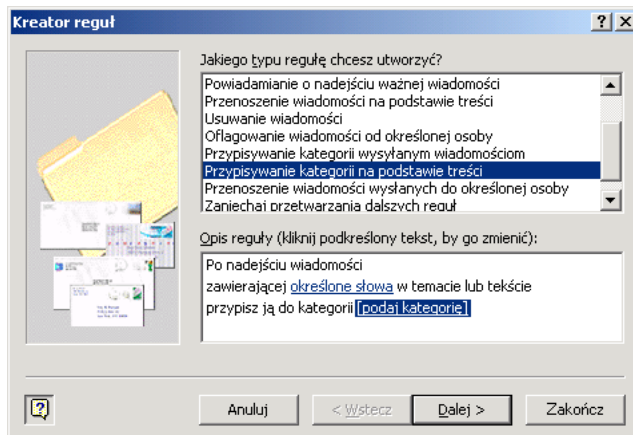 Kreator reguł
Jakiego typu regułę chcesz utworzyć?
Powiadamianie o nadejściu ważnej wiadomości
Przenoszenie wiadomości na podstawie treści
Usuwanie wiadomości
Oflagowanie wiadomości od określonej osoby
Przypisywanie kategorii wysyłanym wiadomościom
Przypisywanie kategorii na podstawie treści
Przenoszenie wiadomości wysłanych do określonej osoby
Zaniechaj przetwarzania dalszych reguł
Opis reguły (kliknij podkreślony tekst, by go zmienić):
Po nadejściu wiadomości
zawierającej określone słowa w temacie lub tekście
przypisz ją do kategorii [podaj kategorię]
Anuluj
< Wstecz
Dalej >
Zakończ